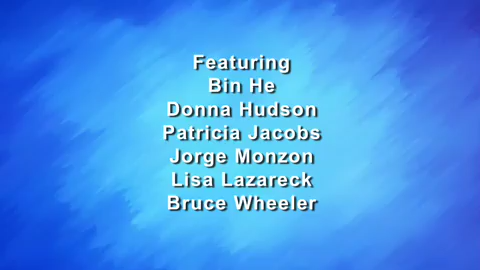 Featuring
Bin He
Donna Hudson
Patricia Jacobs
Jorge Monzon
Lisa Lazareck
Bruce Wheeler